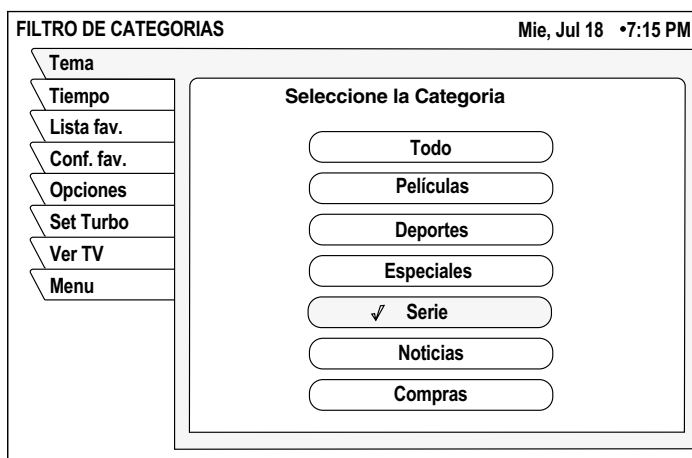 FILTRO DE CATEGORIAS Mie, Jul 18 •7:15 PM
Tema
Tiempo
Lista fav.
Conf. fav.
Opciones
Set Turbo
Ver TV
Menu
Seleccione la Categoria
Todo
Películas
Deportes
Especiales
✓ Serie
Noticias
Compras